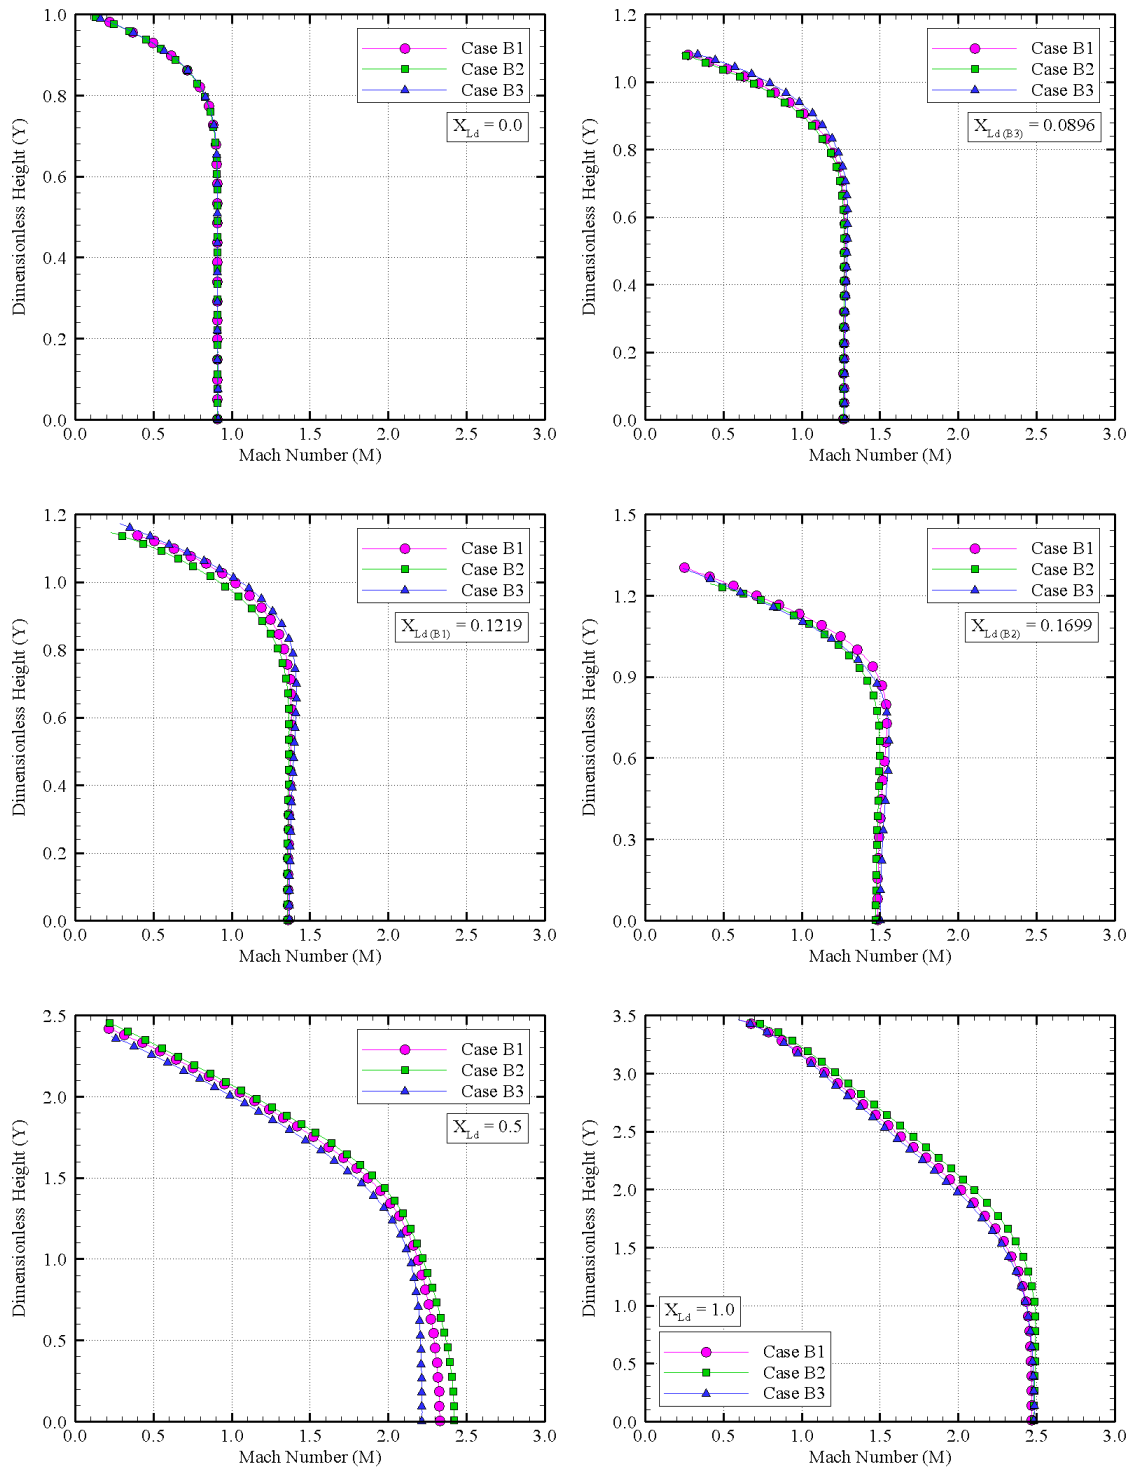 1.0
0.8
0.6
0.4
0.2
0.0
Dimensionless Height (Y)
Case B1
Case B2
Case B3
X_Ld = 0.0
0.0 0.5 1.0 1.5 2.0 2.5 3.0
Mach Number (M)
1.2
1.0
0.8
0.6
0.4
0.2
0.0
Dimensionless Height (Y)
Case B1
Case B2
Case B3
X_Ld (B3) = 0.0896
0.0 0.5 1.0 1.5 2.0 2.5 3.0
Mach Number (M)
1.2
1.0
0.8
0.6
0.4
0.2
0.0
Dimensionless Height (Y)
Case B1
Case B2
Case B3
X_Ld (B1) = 0.1219
0.0 0.5 1.0 1.5 2.0 2.5 3.0
Mach Number (M)
1.5
1.2
0.9
0.6
0.3
0.0
Dimensionless Height (Y)
Case B1
Case B2
Case B3
X_Ld (B2) = 0.1699
0.0 0.5 1.0 1.5 2.0 2.5 3.0
Mach Number (M)
2.5
2.0
1.5
1.0
0.5
0.0
Dimensionless Height (Y)
Case B1
Case B2
Case B3
X_Ld = 0.5
0.0 0.5 1.0 1.5 2.0 2.5 3.0
Mach Number (M)
3.5
3.0
2.5
2.0
1.5
1.0
0.5
0.0
Dimensionless Height (Y)
X_Ld = 1.0
Case B1
Case B2
Case B3
0.0 0.5 1.0 1.5 2.0 2.5 3.0
Mach Number (M)